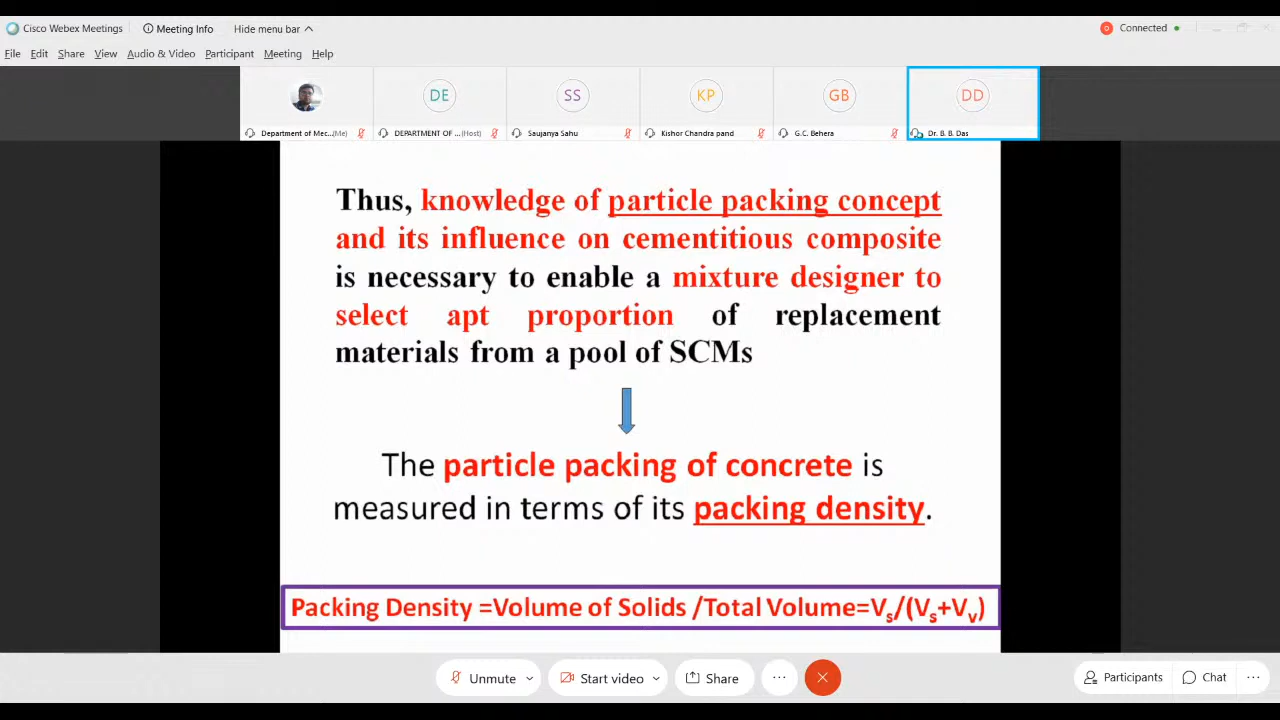 Cisco Webex Meetings Meeting Info Hide menu bar Connected
File Edit Share View Audio & Video Participant Meeting Help
DE SS KP GB DD
Department of Mec... (Me) DEPARTMENT OF ... (Host) Saujanya Sahu Kishor Chandra pand G.C. Behera Dr. B. B. Das
Thus, knowledge of particle packing concept
and its influence on cementitious composite
is necessary to enable a mixture designer to
select apt proportion of replacement
materials from a pool of SCMs
The particle packing of concrete is
measured in terms of its packing density.
Packing Density =Volume of Solids /Total Volume=Vs/(Vs+Vv)
Unmute Start video Share Participants Chat